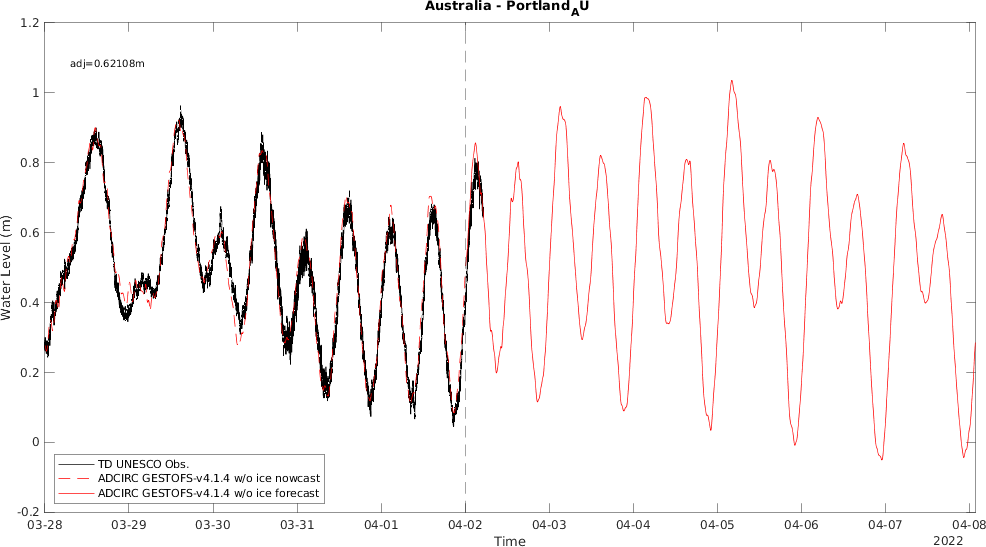 Australia - Portland_AU
adj=0.62108m
Water Level (m)
1.2
1
0.8
0.6
0.4
0.2
0
-0.2
TD UNESCO Obs.
ADCIRC GESTOFS-v4.1.4 w/o ice nowcast
ADCIRC GESTOFS-v4.1.4 w/o ice forecast
03-28 03-29 03-30 03-31 04-01 04-02 04-03 04-04 04-05 04-06 04-07 04-08
Time
2022